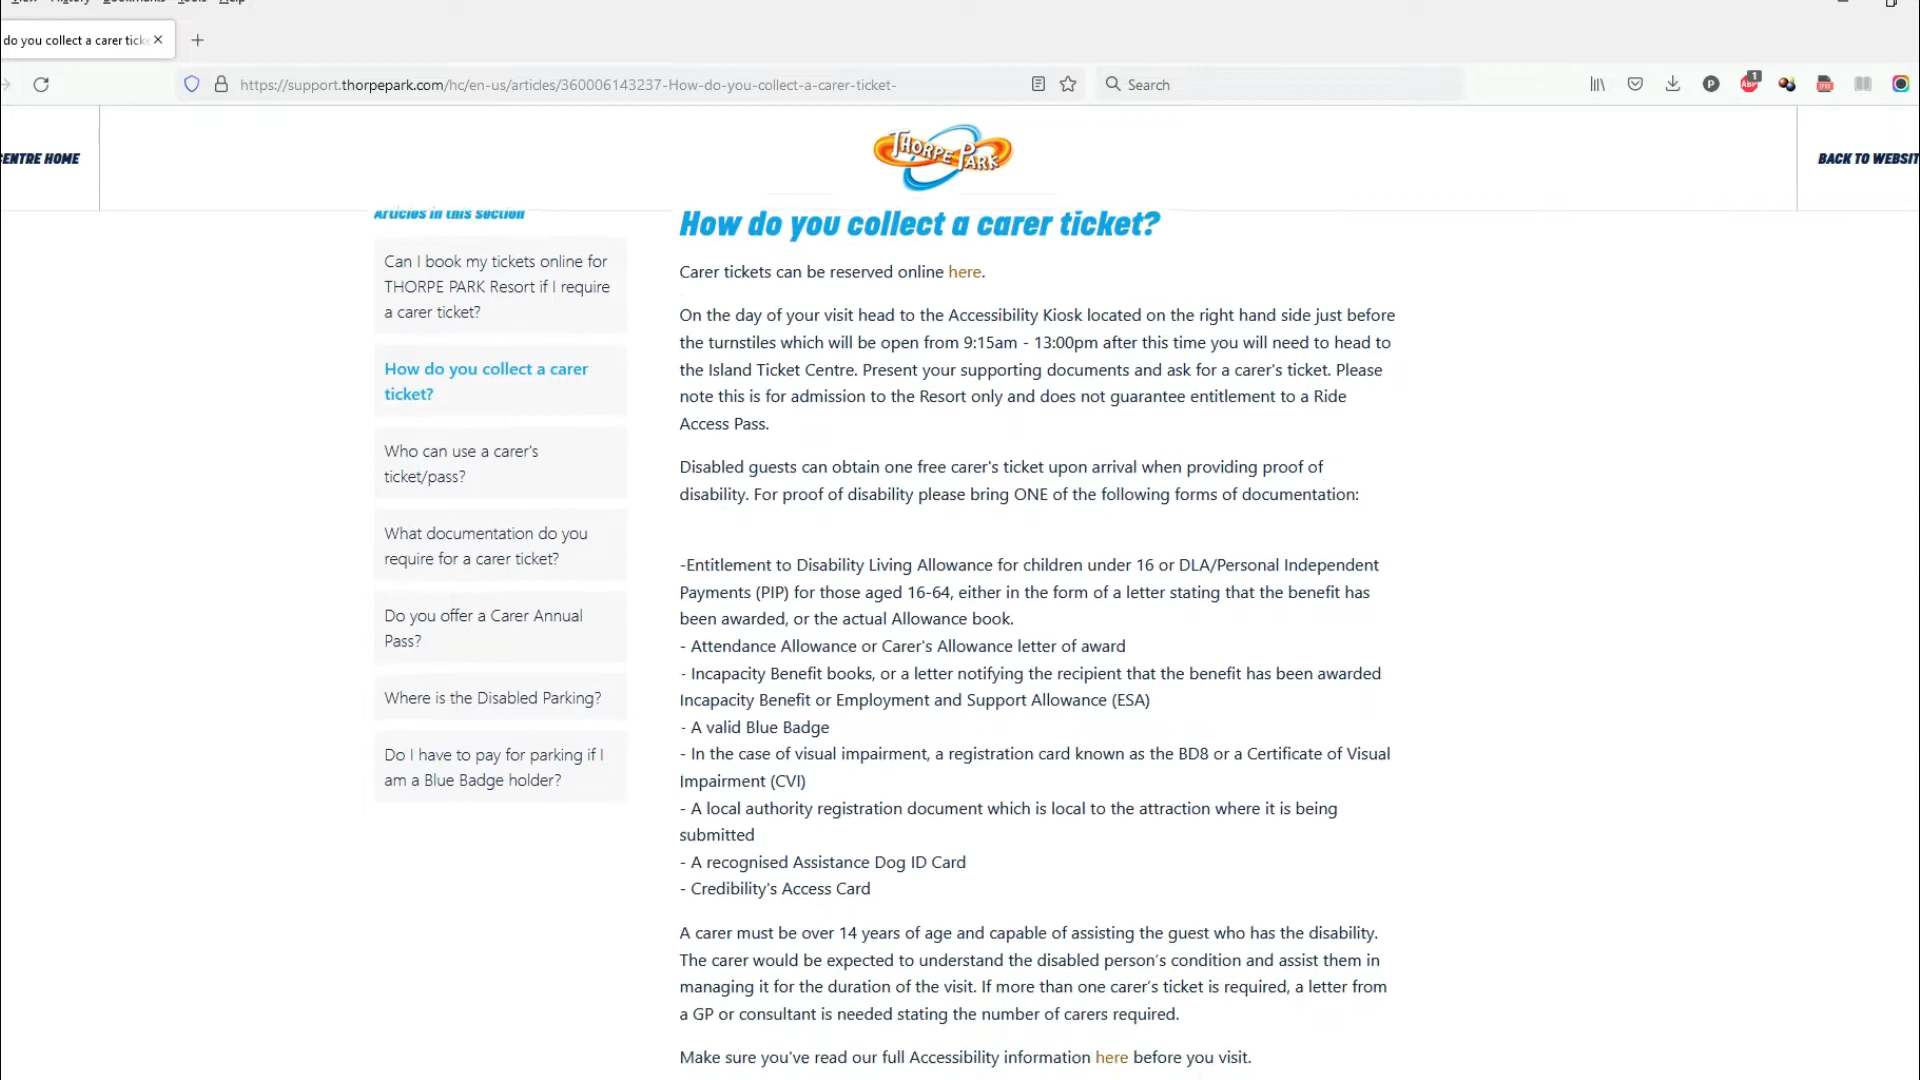 View History Bookmarks Tools Help
do you collect a carer ticke
https://support.thorpepark.com/hc/en-us/articles/360006143237-How-do-you-collect-a-carer-ticket-
Search
P
ABP
1
CENTRE HOME
THORPE PARK
BACK TO WEBSIT
Articles in this section
Can I book my tickets online for
THORPE PARK Resort if I require
a carer ticket?
How do you collect a carer
ticket?
Who can use a carer's
ticket/pass?
What documentation do you
require for a carer ticket?
Do you offer a Carer Annual
Pass?
Where is the Disabled Parking?
Do I have to pay for parking if I
am a Blue Badge holder?
How do you collect a carer ticket?
Carer tickets can be reserved online here.
On the day of your visit head to the Accessibility Kiosk located on the right hand side just before
the turnstiles which will be open from 9:15am - 13:00pm after this time you will need to head to
the Island Ticket Centre. Present your supporting documents and ask for a carer's ticket. Please
note this is for admission to the Resort only and does not guarantee entitlement to a Ride
Access Pass.
Disabled guests can obtain one free carer's ticket upon arrival when providing proof of
disability. For proof of disability please bring ONE of the following forms of documentation:
-Entitlement to Disability Living Allowance for children under 16 or DLA/Personal Independent
Payments (PIP) for those aged 16-64, either in the form of a letter stating that the benefit has
been awarded, or the actual Allowance book.
- Attendance Allowance or Carer's Allowance letter of award
- Incapacity Benefit books, or a letter notifying the recipient that the benefit has been awarded
Incapacity Benefit or Employment and Support Allowance (ESA)
- A valid Blue Badge
- In the case of visual impairment, a registration card known as the BD8 or a Certificate of Visual
Impairment (CVI)
- A local authority registration document which is local to the attraction where it is being
submitted
- A recognised Assistance Dog ID Card
- Credibility's Access Card
A carer must be over 14 years of age and capable of assisting the guest who has the disability.
The carer would be expected to understand the disabled person's condition and assist them in
managing it for the duration of the visit. If more than one carer's ticket is required, a letter from
a GP or consultant is needed stating the number of carers required.
Make sure you've read our full Accessibility information here before you visit.